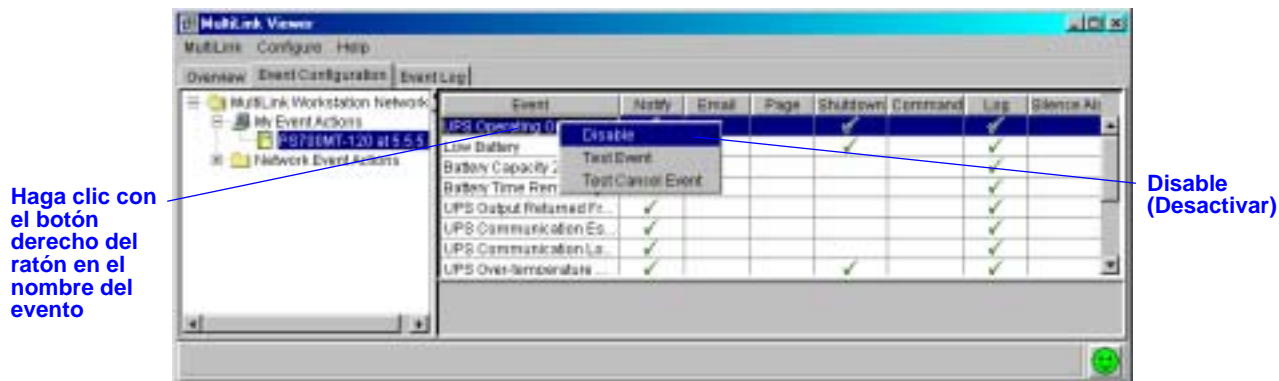 MultiLink Viewer
MultiLink Configure Help
Overview Event Configuration Event Log
MultiLink Workstation Network
My Event Actions
PS700MT-120 at 5.5.5
Network Event Actions
Event Notify Email Page Shutdown Command Log Silence Al
UPS Operating O
Low Battery
Battery Capacity 2
Battery Time Rem
UPS Output Returned Fr...
UPS Communication Es...
UPS Communication Lo...
UPS Over-temperature ...
Disable
Test Event
Test Cancel Event
Haga clic con
el botón
derecho del
ratón en el
nombre del
evento
Disable
(Desactivar)